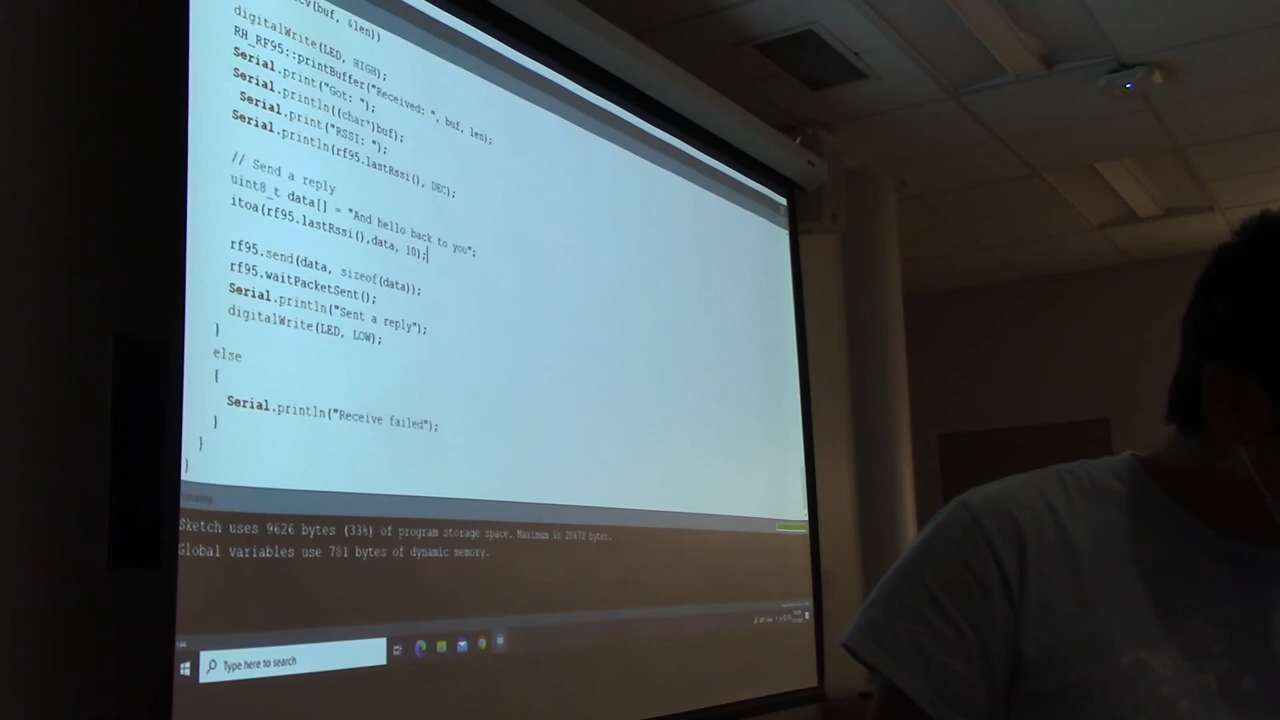 (buf, &len))
digitalWrite(LED, HIGH);
RH_RF95::printBuffer("Received: ", buf, len);
Serial.print("Got: ");
Serial.println((char*)buf);
Serial.print("RSSI: ");
Serial.println(rf95.lastRssi(), DEC);
// Send a reply
uint8_t data[] = "And hello back to you";
itoa(rf95.lastRssi(),data, 10);
rf95.send(data, sizeof(data));
rf95.waitPacketSent();
Serial.println("Sent a reply");
digitalWrite(LED, LOW);
}
else
{
Serial.println("Receive failed");
}
}
}
Sketch uses 9626 bytes (33%) of program storage space. Maximum is 28672 bytes.
Global variables use 781 bytes of dynamic memory.
Type here to search